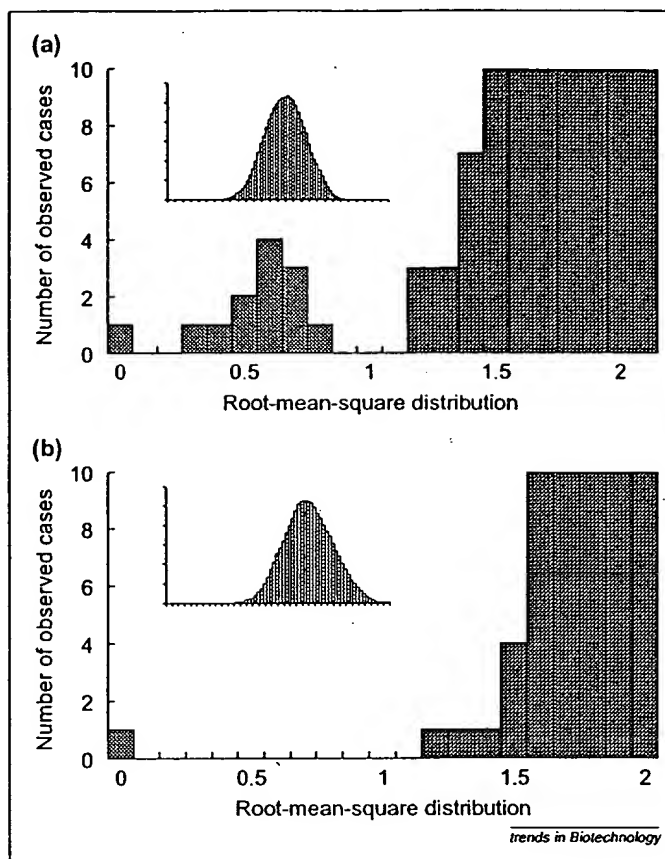 (a)
Number of observed cases
10
8
6
4
2
0
0 0.5 1 1.5 2
Root-mean-square distribution
(b)
Number of observed cases
10
8
6
4
2
0
0 0.5 1 1.5 2
Root-mean-square distribution
trends in Biotechnology